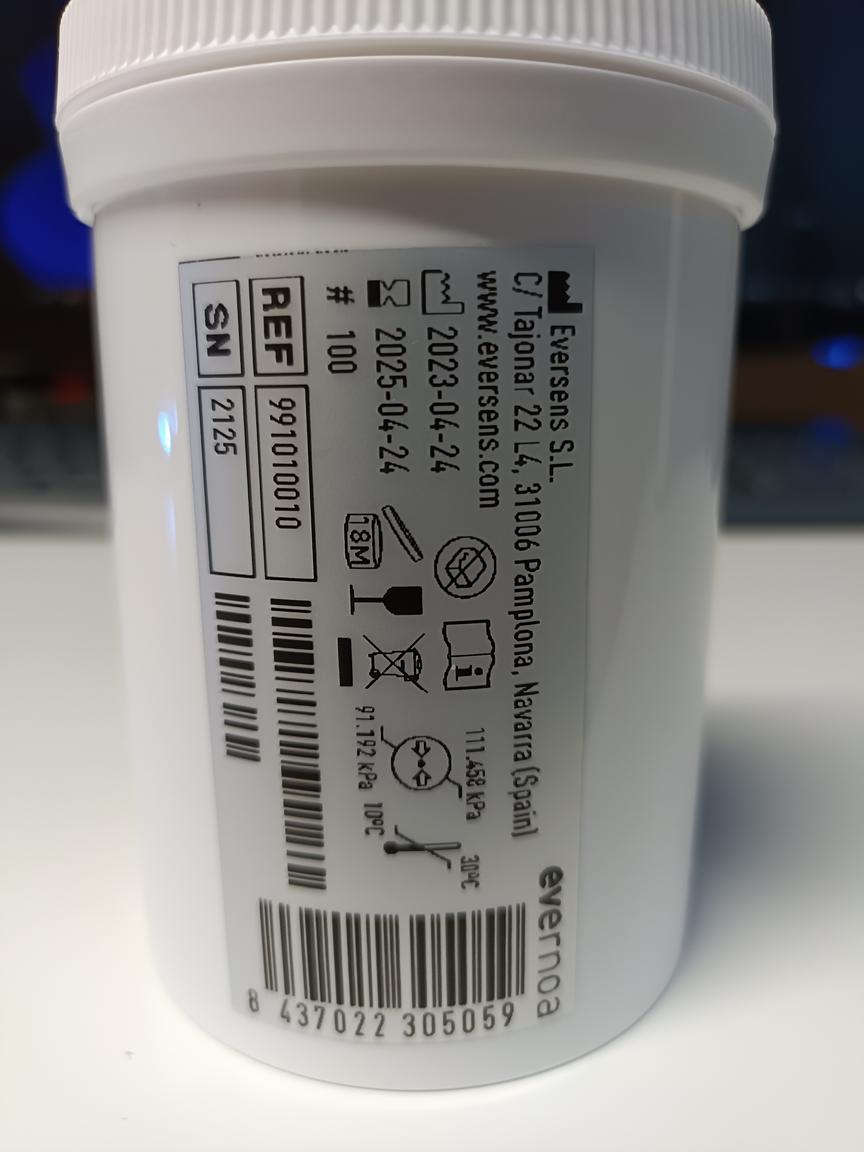 Eversens S.L.
C/ Tajonar 22 L4, 31006 Pamplona, Navarra (Spain)
www.eversens.com
2023-04-24
2025-04-24
# 100
18M
111.458 kPa
91.192 kPa
30ºC
10ºC
REF 991010010
SN 2125
evernoa
8 437022 305059